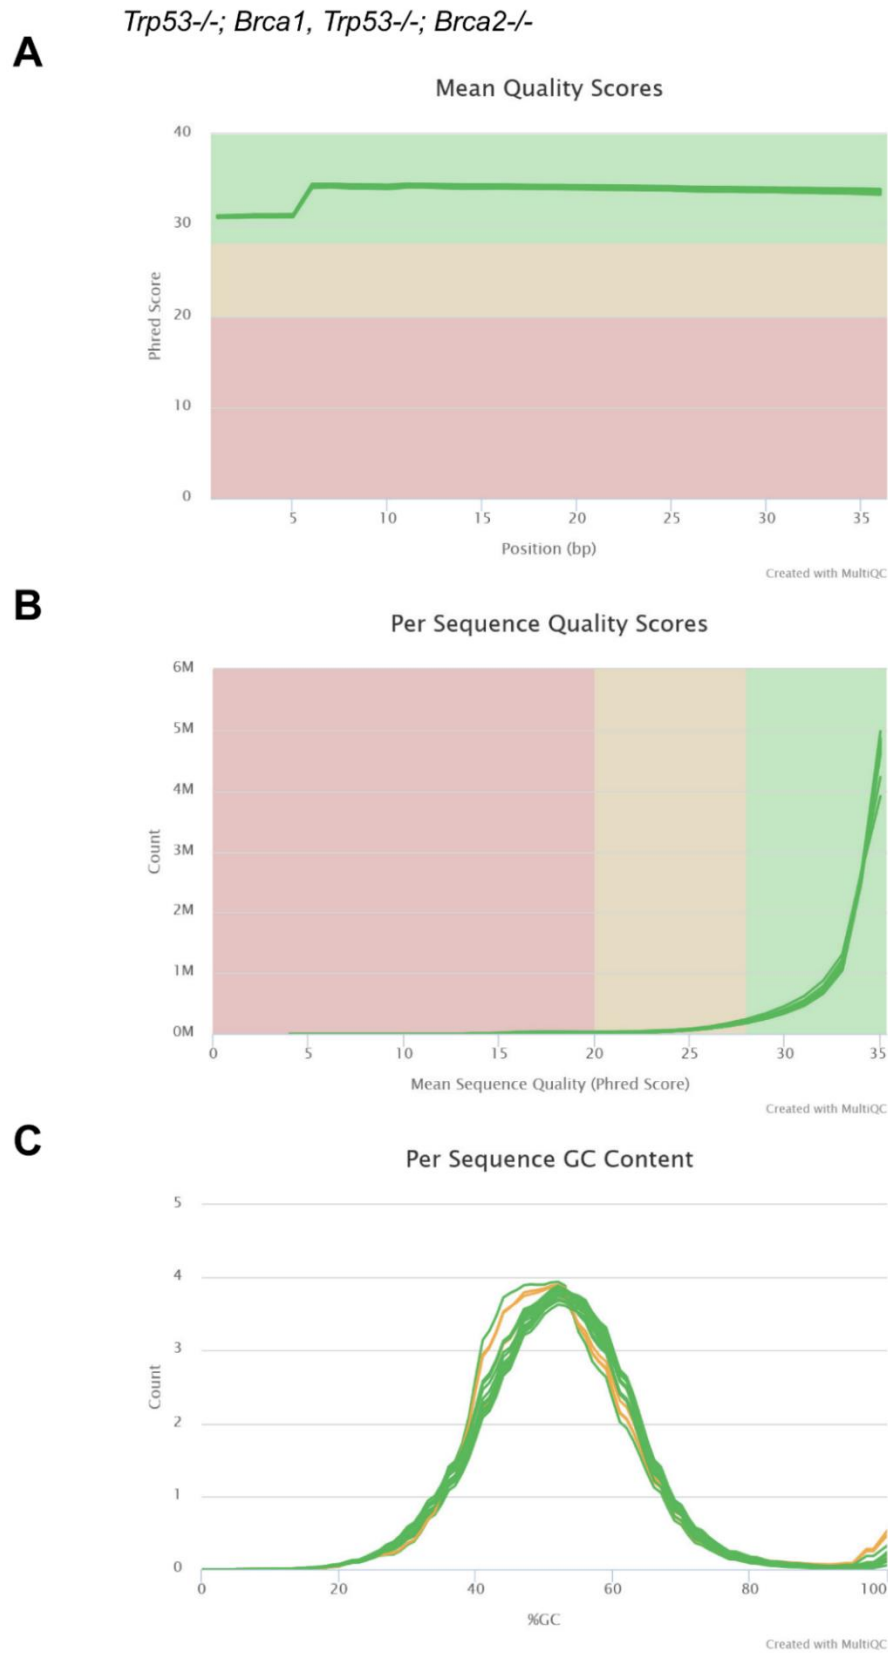 Trp53-/-; Brca1, Trp53-/-; Brca2-/-
A
Mean Quality Scores
40
30
20
10
0
Phred Score
5 10 15 20 25 30 35
Position (bp)
Created with MultiQC
B
Per Sequence Quality Scores
6M
5M
4M
3M
2M
1M
0M
Count
0 5 10 15 20 25 30 35
Mean Sequence Quality (Phred Score)
Created with MultiQC
C
Per Sequence GC Content
5
4
3
2
1
0
Count
0 20 40 60 80 100
%GC
Created with MultiQC